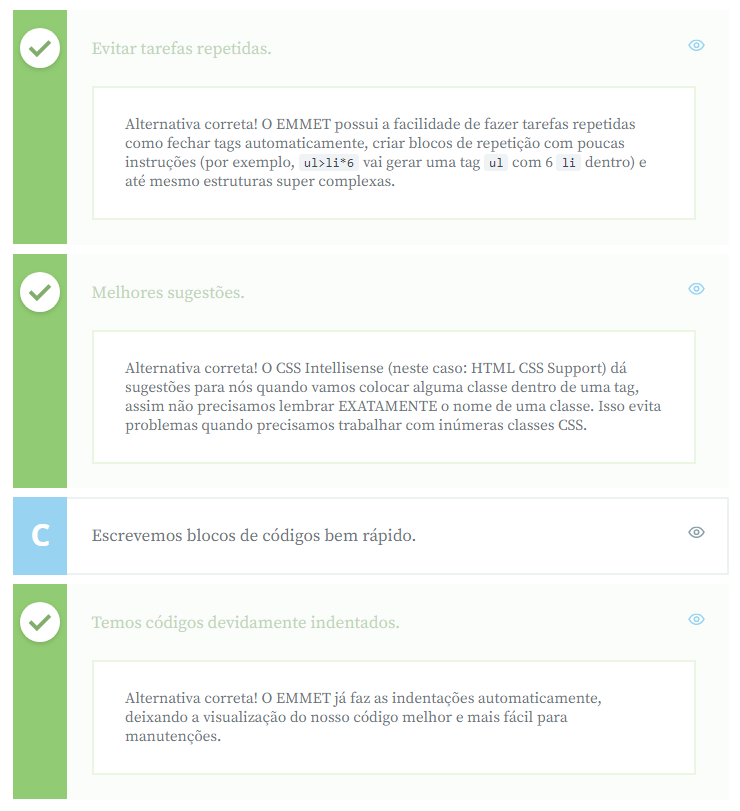 Evitar tarefas repetidas.
Alternativa correta! O EMMET possui a facilidade de fazer tarefas repetidas
como fechar tags automaticamente, criar blocos de repetição com poucas
instruções (por exemplo, ul>li*6 vai gerar uma tag ul com 6 li dentro) e
até mesmo estruturas super complexas.
Melhores sugestões.
Alternativa correta! O CSS Intellisense (neste caso: HTML CSS Support) dá
sugestões para nós quando vamos colocar alguma classe dentro de uma tag,
assim não precisamos lembrar EXATAMENTE o nome de uma classe. Isso evita
problemas quando precisamos trabalhar com inúmeras classes CSS.
C
Escrevemos blocos de códigos bem rápido.
Temos códigos devidamente indentados.
Alternativa correta! O EMMET já faz as indentações automaticamente,
deixando a visualização do nosso código melhor e mais fácil para
manutenções.